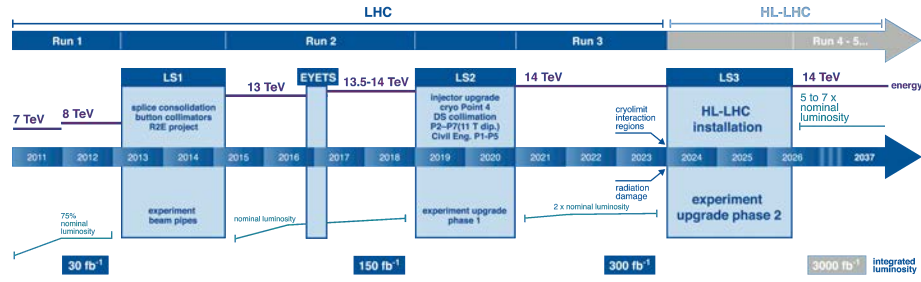 LHC
HL-LHC
Run 1
Run 2
Run 3
Run 4 - 5...
LS1
EYETS
LS2
LS3
7 TeV
8 TeV
13 TeV
13.5-14 TeV
14 TeV
14 TeV
energy
splice consolidation
button collimators
R2E project
injector upgrade
cryo Point 4
DS collimation
P2-P7(11 T dip.)
Civil Eng. P1-P5
cryolimit
interaction
regions
HL-LHC
installation
5 to 7 x
nominal
luminosity
2011 2012 2013 2014 2015 2016 2017 2018 2019 2020 2021 2022 2023 2024 2025 2026 2037
75%
nominal
luminosity
experiment
beam pipes
nominal luminosity
experiment upgrade
phase 1
2 x nominal luminosity
radiation
damage
experiment
upgrade phase 2
30 fb-1
150 fb-1
300 fb-1
3000 fb-1
integrated
luminosity